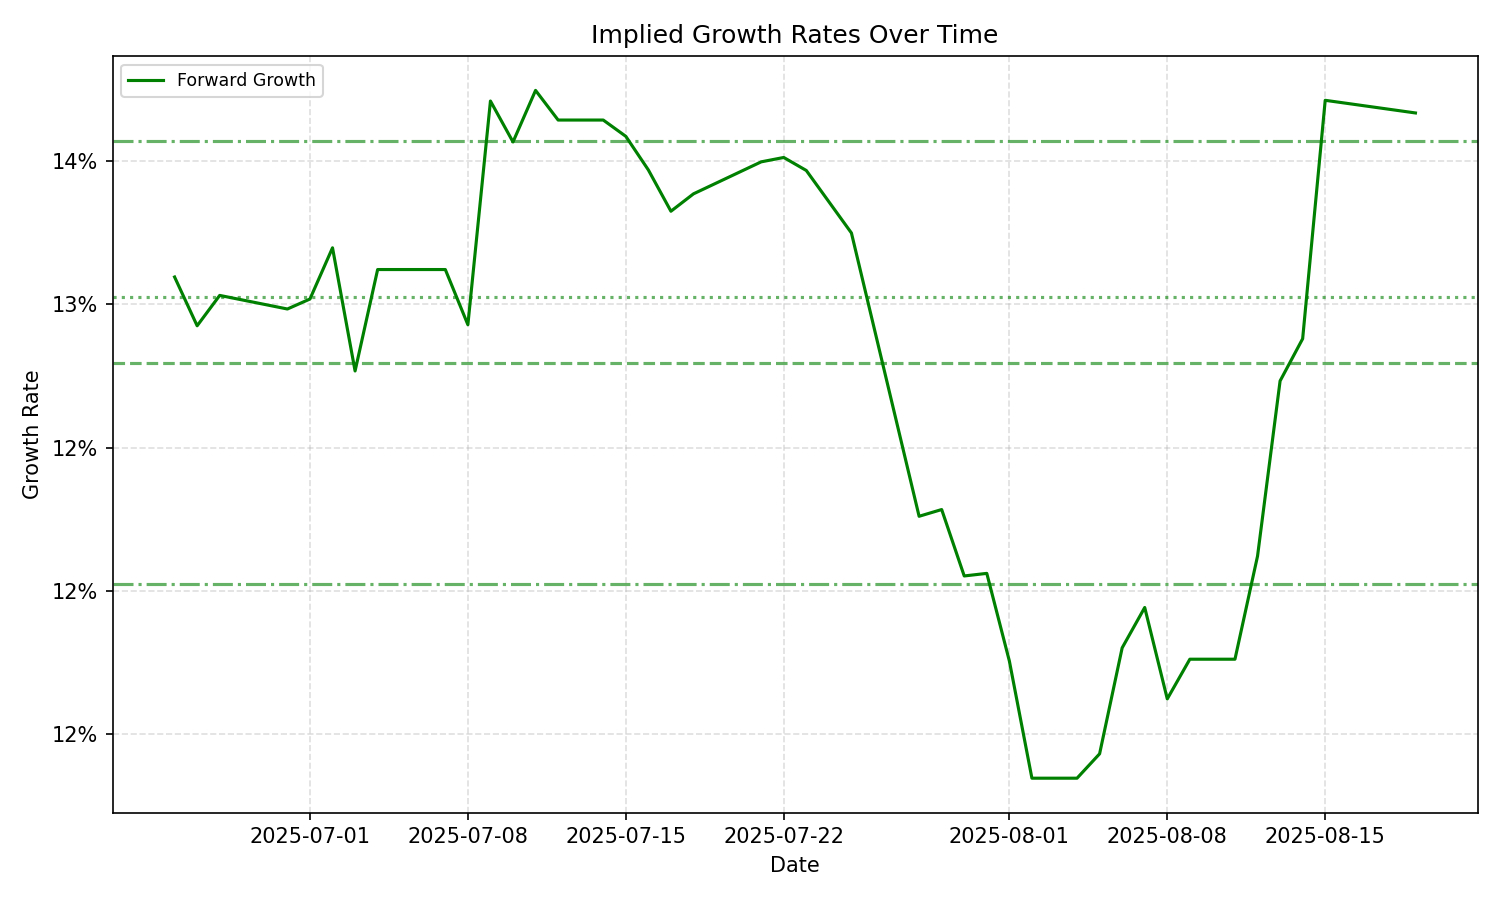 Implied Growth Rates Over Time
Forward Growth
14%
13%
12%
12%
12%
Growth Rate
2025-07-01 2025-07-08 2025-07-15 2025-07-22 2025-08-01 2025-08-08 2025-08-15
Date